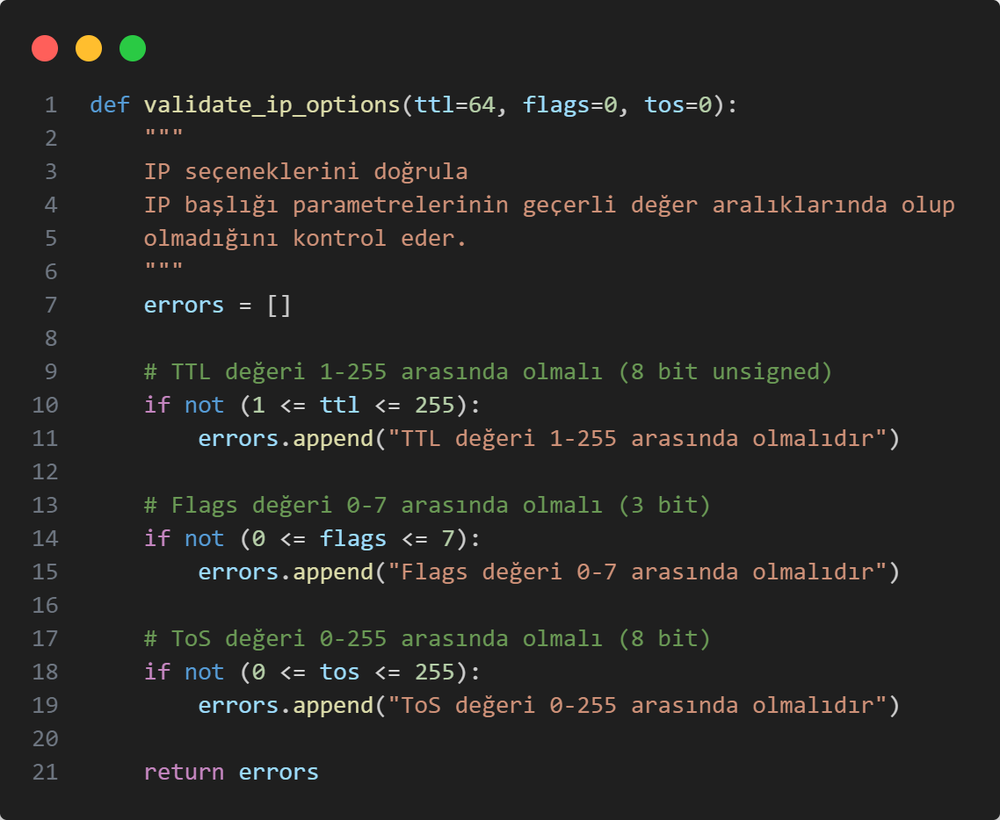 1 def validate_ip_options(ttl=64, flags=0, tos=0):
2     """
3     IP seçeneklerini doğrula
4     IP başlığı parametrelerinin geçerli değer aralıklarında olup
5     olmadığını kontrol eder.
6     """
7     errors = []
8
9     # TTL değeri 1-255 arasında olmalı (8 bit unsigned)
10     if not (1 <= ttl <= 255):
11         errors.append("TTL değeri 1-255 arasında olmalıdır")
12
13     # Flags değeri 0-7 arasında olmalı (3 bit)
14     if not (0 <= flags <= 7):
15         errors.append("Flags değeri 0-7 arasında olmalıdır")
16
17     # ToS değeri 0-255 arasında olmalı (8 bit)
18     if not (0 <= tos <= 255):
19         errors.append("ToS değeri 0-255 arasında olmalıdır")
20
21     return errors